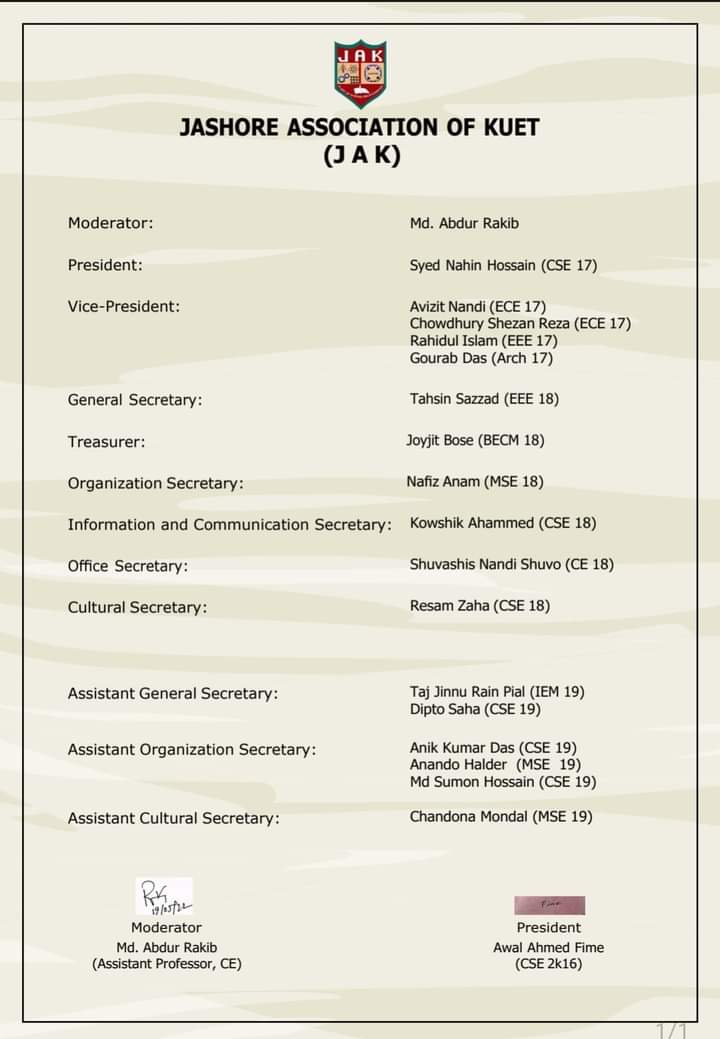 JAK
JASHORE ASSOCIATION OF KUET
(J A K)
Moderator: Md. Abdur Rakib
President: Syed Nahin Hossain (CSE 17)
Vice-President: Avizit Nandi (ECE 17)
Chowdhury Shezan Reza (ECE 17)
Rahidul Islam (EEE 17)
Gourab Das (Arch 17)
General Secretary: Tahsin Sazzad (EEE 18)
Treasurer: Joyjit Bose (BECM 18)
Organization Secretary: Nafiz Anam (MSE 18)
Information and Communication Secretary: Kowshik Ahammed (CSE 18)
Office Secretary: Shuvashis Nandi Shuvo (CE 18)
Cultural Secretary: Resam Zaha (CSE 18)
Assistant General Secretary: Taj Jinnu Rain Pial (IEM 19)
Dipto Saha (CSE 19)
Assistant Organization Secretary: Anik Kumar Das (CSE 19)
Anando Halder (MSE 19)
Md Sumon Hossain (CSE 19)
Assistant Cultural Secretary: Chandona Mondal (MSE 19)
19/05/22
Fime
Moderator
Md. Abdur Rakib
(Assistant Professor, CE)
President
Awal Ahmed Fime
(CSE 2k16)
1/1